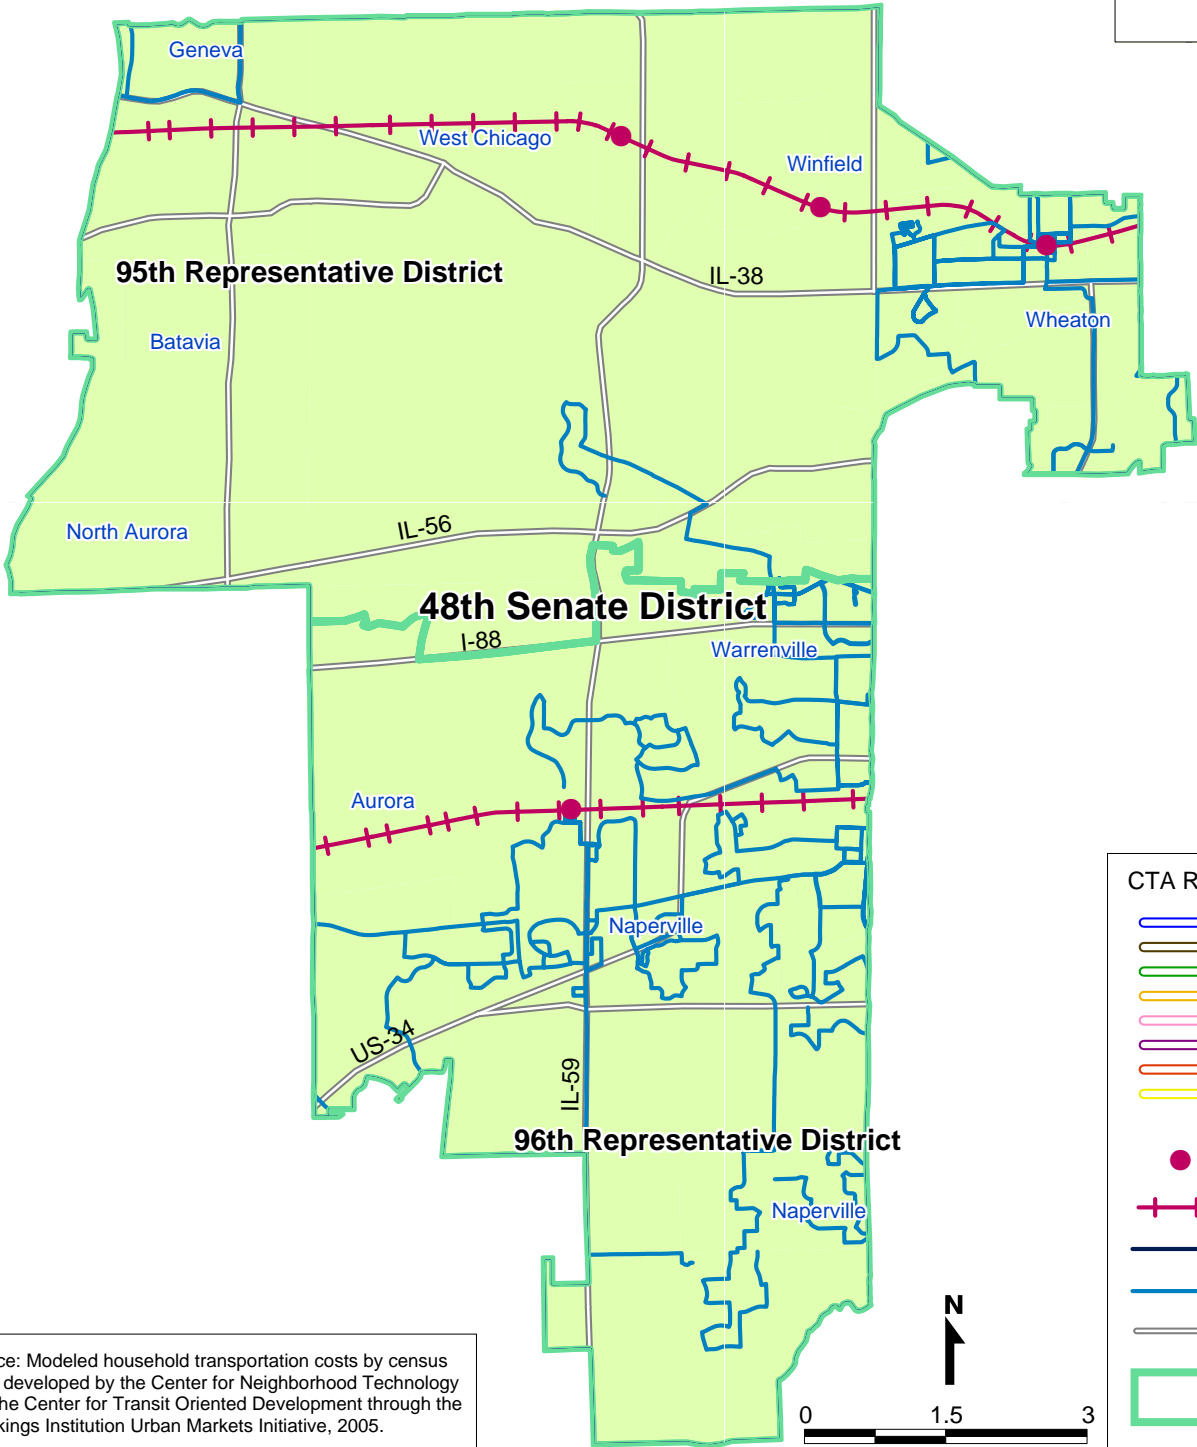 Geneva
West Chicago
Winfield
95th Representative District
IL-38
Batavia
Wheaton
North Aurora
IL-56
48th Senate District
I-88
Warrenville
Aurora
CTA R
Naperville
US-34
IL-59
96th Representative District
Naperville
N
0 1.5 3
ce: Modeled household transportation costs by census
developed by the Center for Neighborhood Technology
he Center for Transit Oriented Development through the
kings Institution Urban Markets Initiative, 2005.